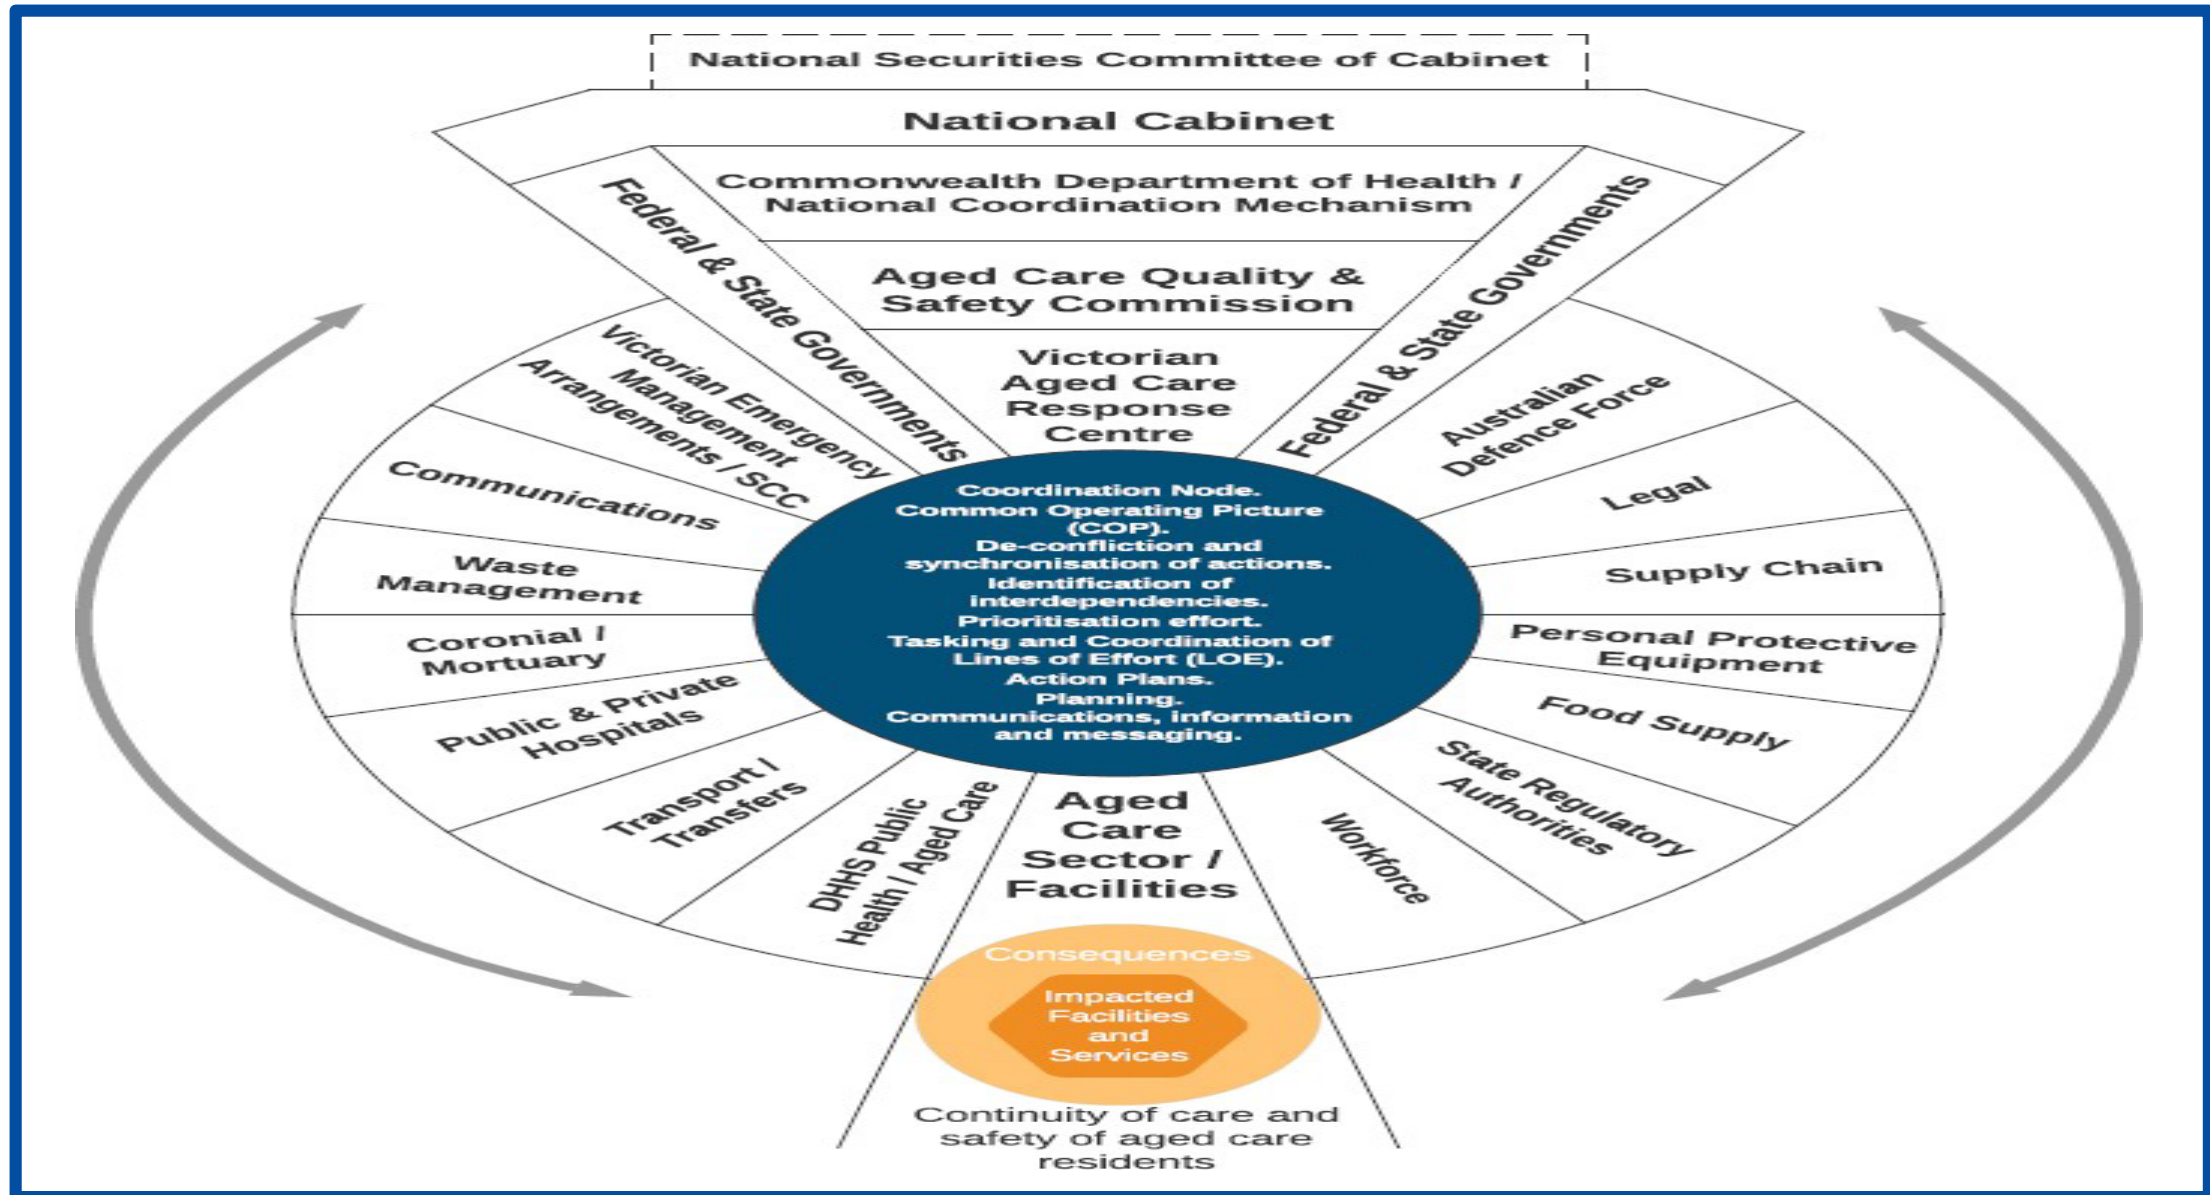 National Securities Committee of Cabinet
National Cabinet
Commonwealth Department of Health /
National Coordination Mechanism
Aged Care Quality &
Safety Commission
Victorian
Aged Care
Response
Centre
Federal & State Governments
Federal & State Governments
Victorian Emergency
Management
Arrangements / SCC
Communications
Waste
Management
Coronial /
Mortuary
Public & Private
Hospitals
Transport /
Transfers
DHHS Public
Health / Aged Care
Australian
Defence Force
Legal
Supply Chain
Personal Protective
Equipment
Food Supply
State Regulatory
Authorities
Workforce
Coordination Node.
Common Operating Picture
(COP).
De-confliction and
synchronisation of actions.
Identification of
interdependencies.
Prioritisation effort.
Tasking and Coordination of
Lines of Effort (LOE).
Action Plans.
Planning.
Communications, information
and messaging.
Aged
Care
Sector /
Facilities
Consequences
Impacted
Facilities
and
Services
Continuity of care and
safety of aged care
residents